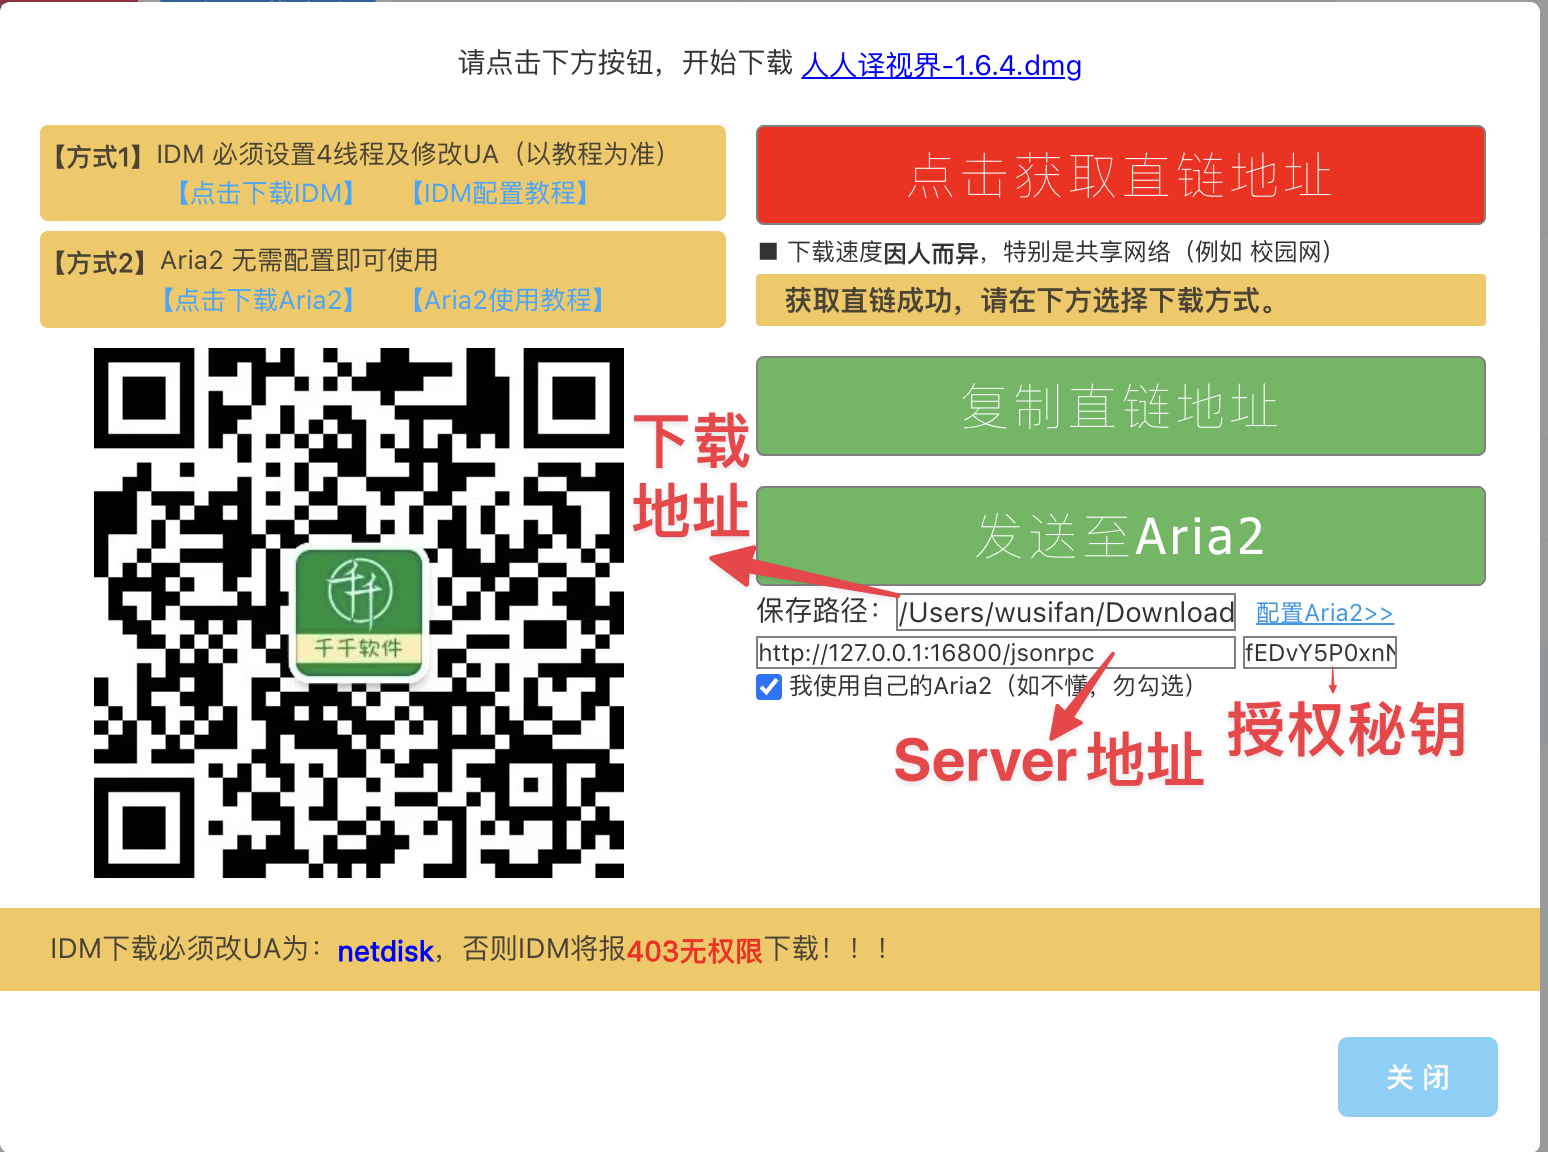 请点击下方按钮，开始下载 人人译视界-1.6.4.dmg
【方式1】IDM 必须设置4线程及修改UA（以教程为准）
【点击下载IDM】 【IDM配置教程】
【方式2】Aria2 无需配置即可使用
【点击下载Aria2】 【Aria2使用教程】
千千
千千软件
点击获取直链地址
■ 下载速度因人而异，特别是共享网络（例如 校园网）
获取直链成功，请在下方选择下载方式。
复制直链地址
下载
地址
发送至Aria2
保存路径： /Users/wusifan/Download 配置Aria2>>
http://127.0.0.1:16800/jsonrpc fEDvY5P0xn
我使用自己的Aria2（如不懂，勿勾选）
Server地址
授权秘钥
IDM下载必须改UA为：netdisk，否则IDM将报403无权限下载！！！
关 闭